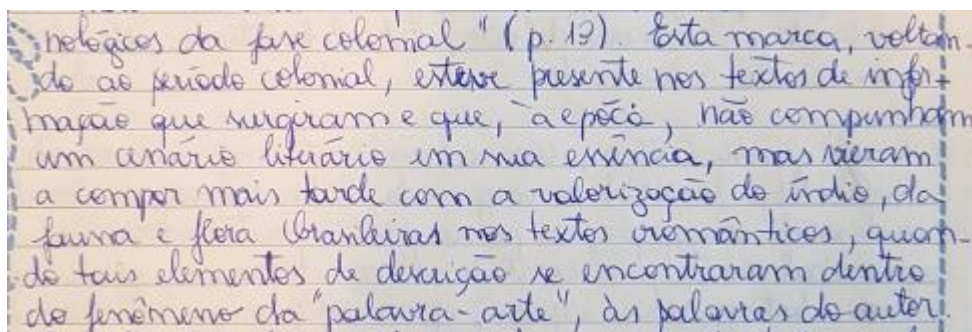 nológicos da fase colonial" (p. 13). Esta marca, voltan-
do ao período colonial, esteve presente nos textos de infor-
mação que surgiram e que, à epócá, não compunham
um cenário literário em sua essência, mas vieram
a compor mais tarde com a valorização do índio, da
fauna e flora brasileiras nos textos românticos, quan-
do tais elementos de descrição se encontraram dentro
do fenômeno da "palavra-arte", às palavras do autor.